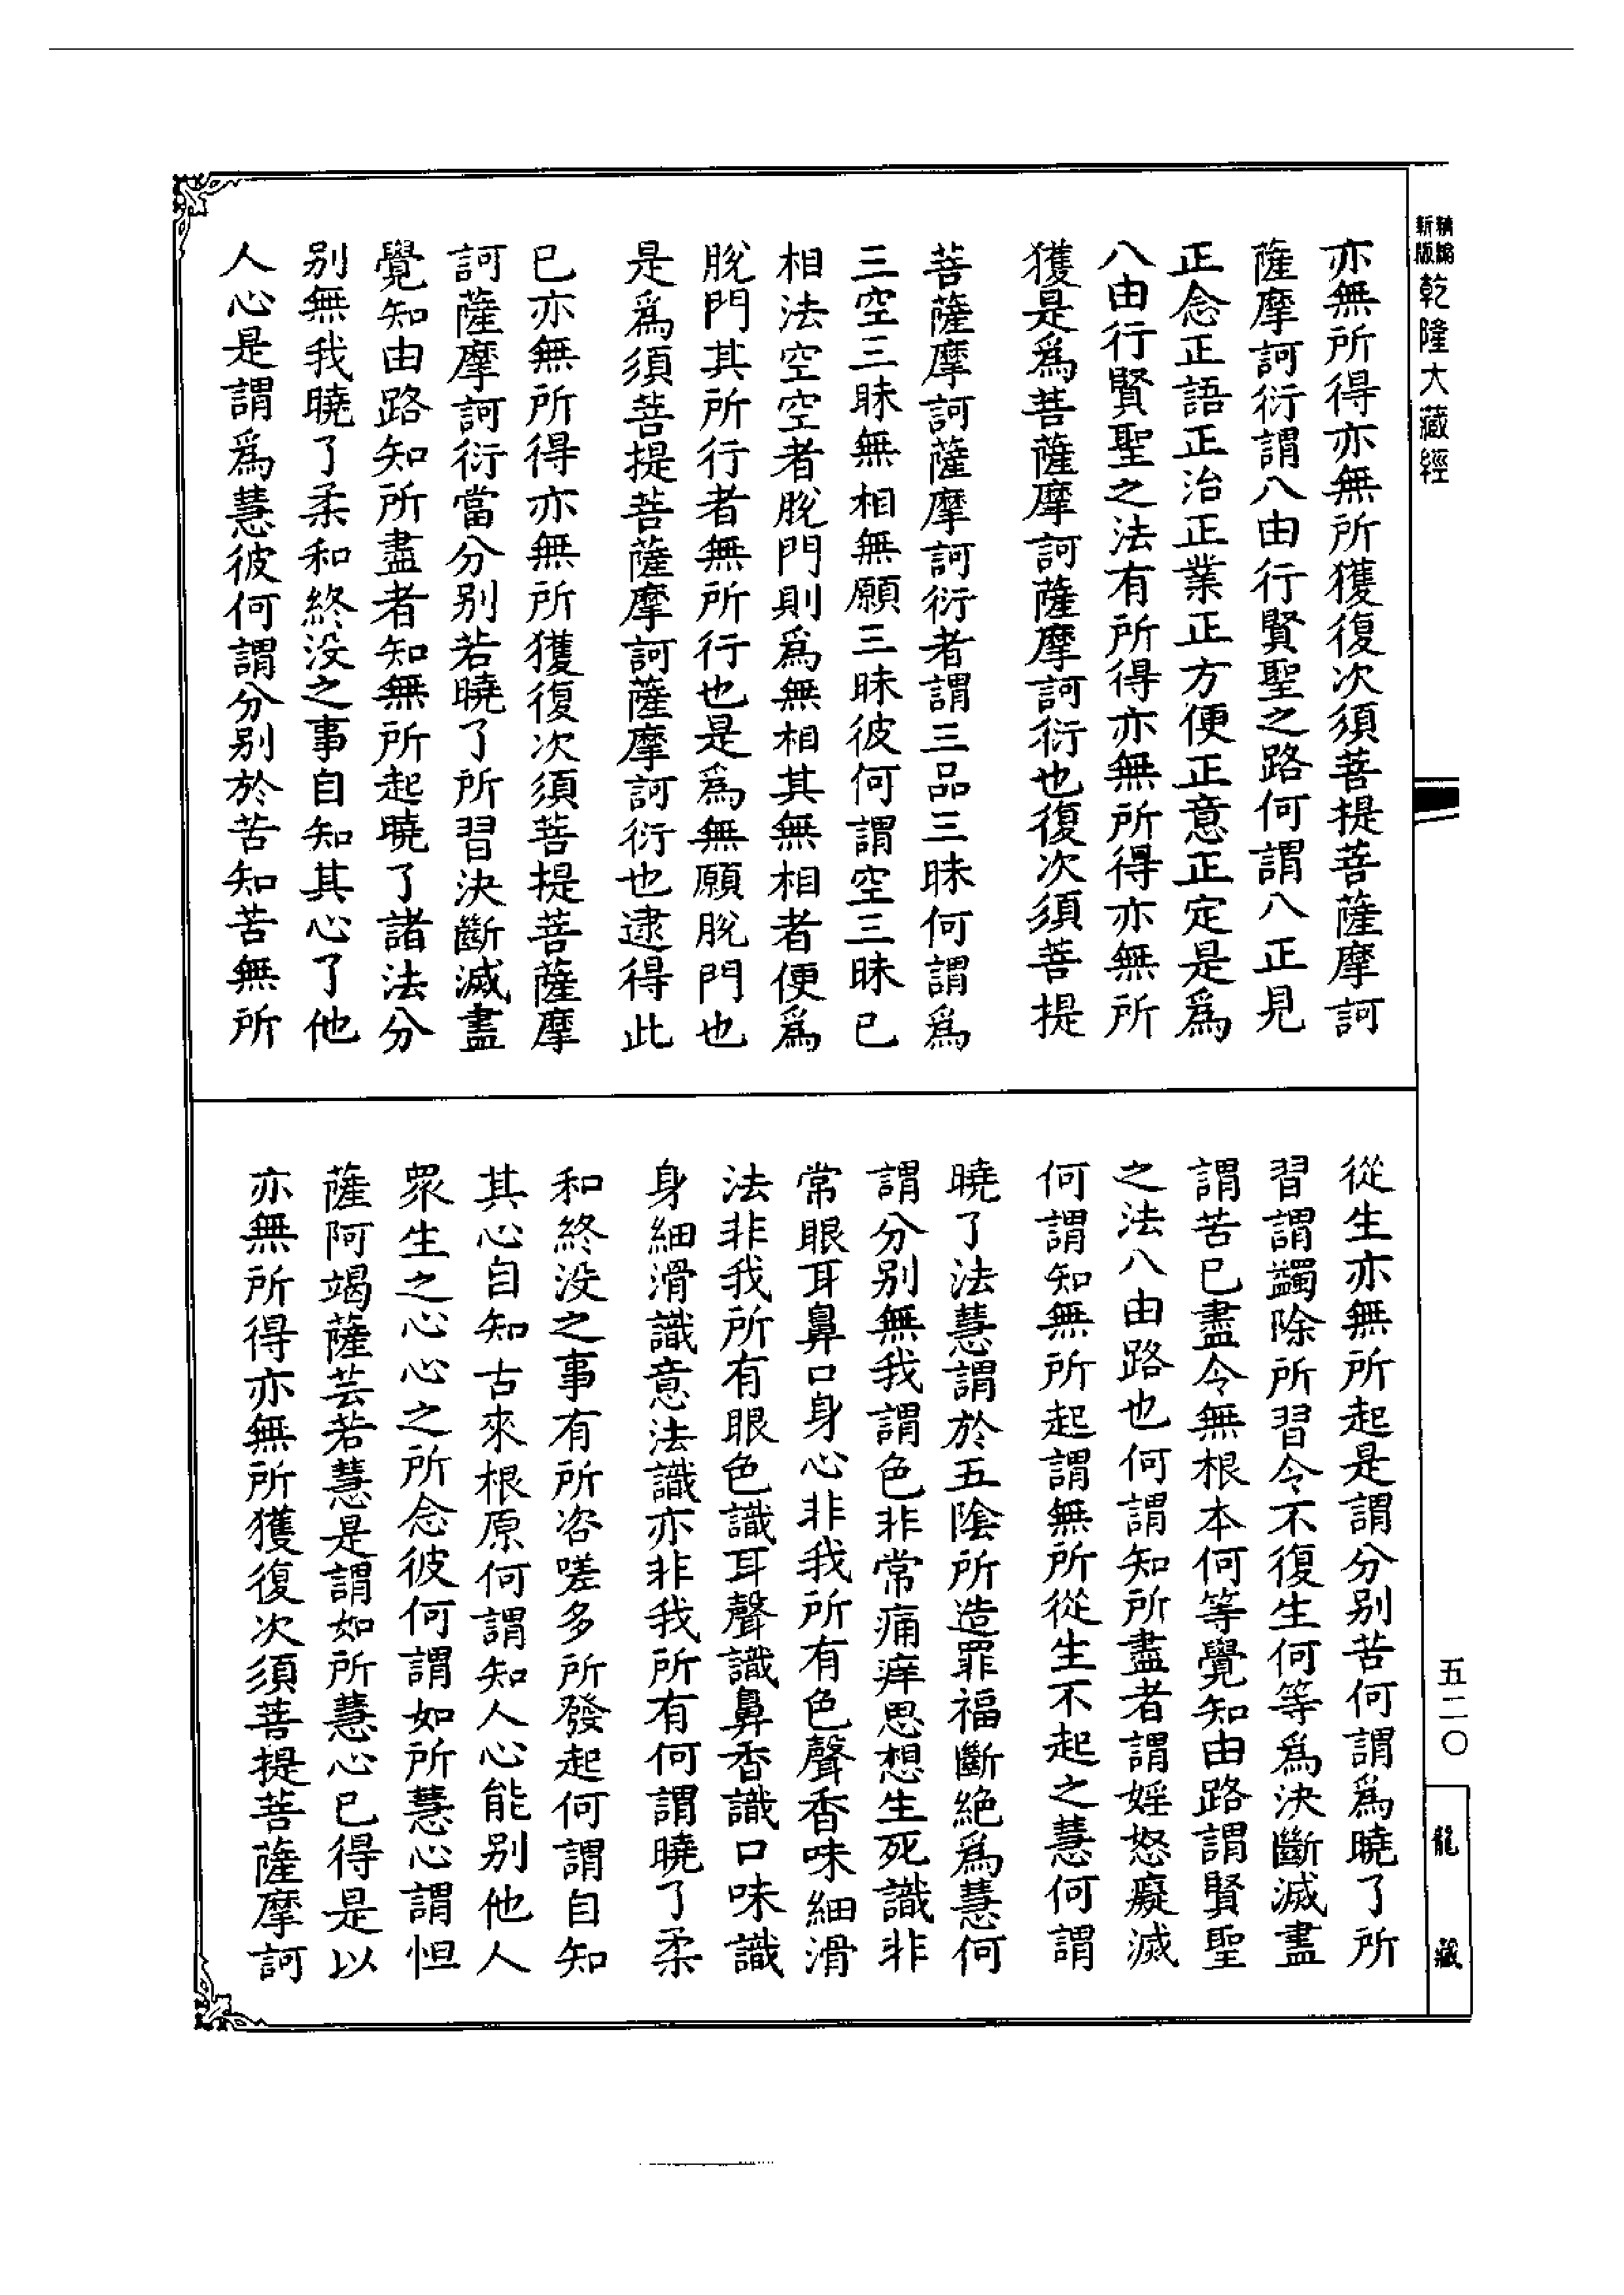 精編
新版
乾隆大藏經
亦無所得亦無所獲復次須菩提菩薩摩訶
薩摩訶衍謂八由行賢聖之路何謂八正見
正念正語正治正業正方便正意正定是爲
八由行賢聖之法有所得亦無所得亦無所
獲是爲菩薩摩訶薩摩訶衍也復次須菩提
菩薩摩訶薩摩訶衍者謂三品三昧何謂爲
三空三昧無相無願三昧彼何謂空三昧已
相法空空者脫門則爲無相其無相者便爲
脫門其所行者無所行也是爲無願脫門也
是爲須菩提菩薩摩訶薩摩訶衍也逮得此
已亦無所得亦無所獲復次須菩提菩薩摩
訶薩摩訶衍當分别若曉了所習決斷滅盡
覺知由路知所盡者知無所起曉了諸法分
别無我曉了柔和終没之事自知其心了他
人心是謂爲慧彼何謂分别於苦知苦無所
從生亦無所起是謂分别苦何謂爲曉了所
習謂蠲除所習令不復生何等爲決斷滅盡
謂苦已盡令無根本何等覺知由路謂賢聖
之法八由路也何謂知所盡者謂婬怒癡滅
何謂知無所起謂無所從生不起之慧何謂
曉了法慧謂於五陰所造罪福斷絶爲慧何
謂分别無我謂色非常痛痒思想生死識非
常眼耳鼻口身心非我所有色聲香味細滑
法非我所有眼色識耳聲識鼻香識口味識
身細滑識意法識亦非我所有何謂曉了柔
和終没之事有所咨嗟多所發起何謂自知
其心自知古來根原何謂知人心能别他人
眾生之心心之所念彼何謂如所慧心謂怛
薩阿竭薩芸若慧是謂如所慧心已得是以
亦無所得亦無所獲復次須菩提菩薩摩訶
五二〇
龍藏